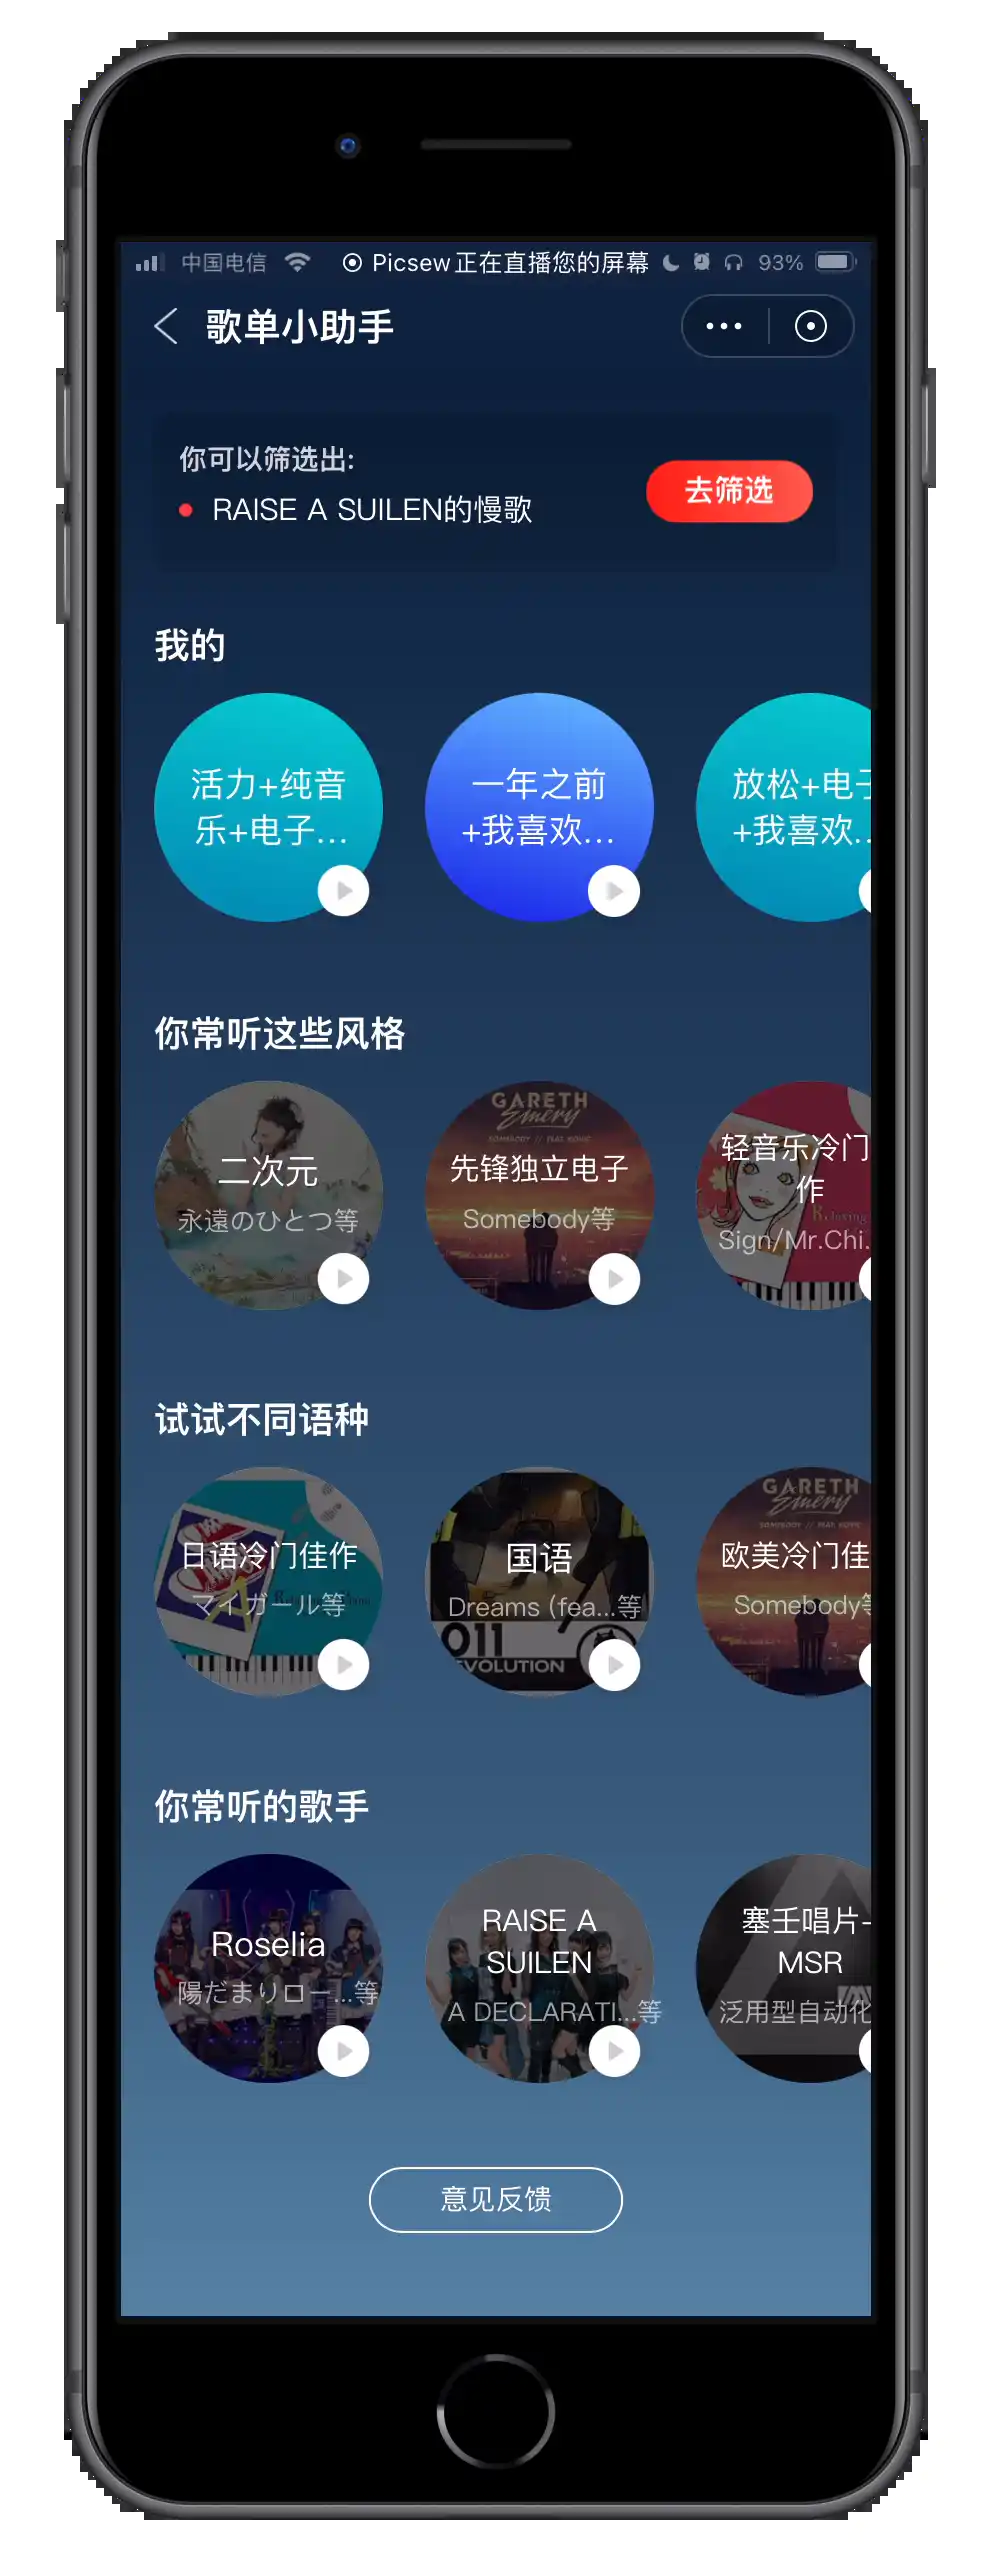 中国电信 Picsew正在直播您的屏幕 93%
歌单小助手
你可以筛选出:
RAISE A SUILEN的慢歌
去筛选
我的
活力+纯音
乐+电子...
一年之前
+我喜欢...
放松+电子
+我喜欢..
你常听这些风格
二次元
永遠のひとつ等
GARETH
Emery
SOMEBODY // FEAT. KOVIC
先锋独立电子
Somebody等
轻音乐冷门
作
Relaxing
Sign/Mr.Chi.
试试不同语种
日语冷门佳作
マイガール等
国语
Dreams (fea...等
011
EVOLUTION
GARETH
Emery
欧美冷门佳
Somebody等
你常听的歌手
Roselia
陽だまりロー...等
RAISE A
SUILEN
A DECLARATI...等
塞壬唱片-
MSR
泛用型自动化
意见反馈